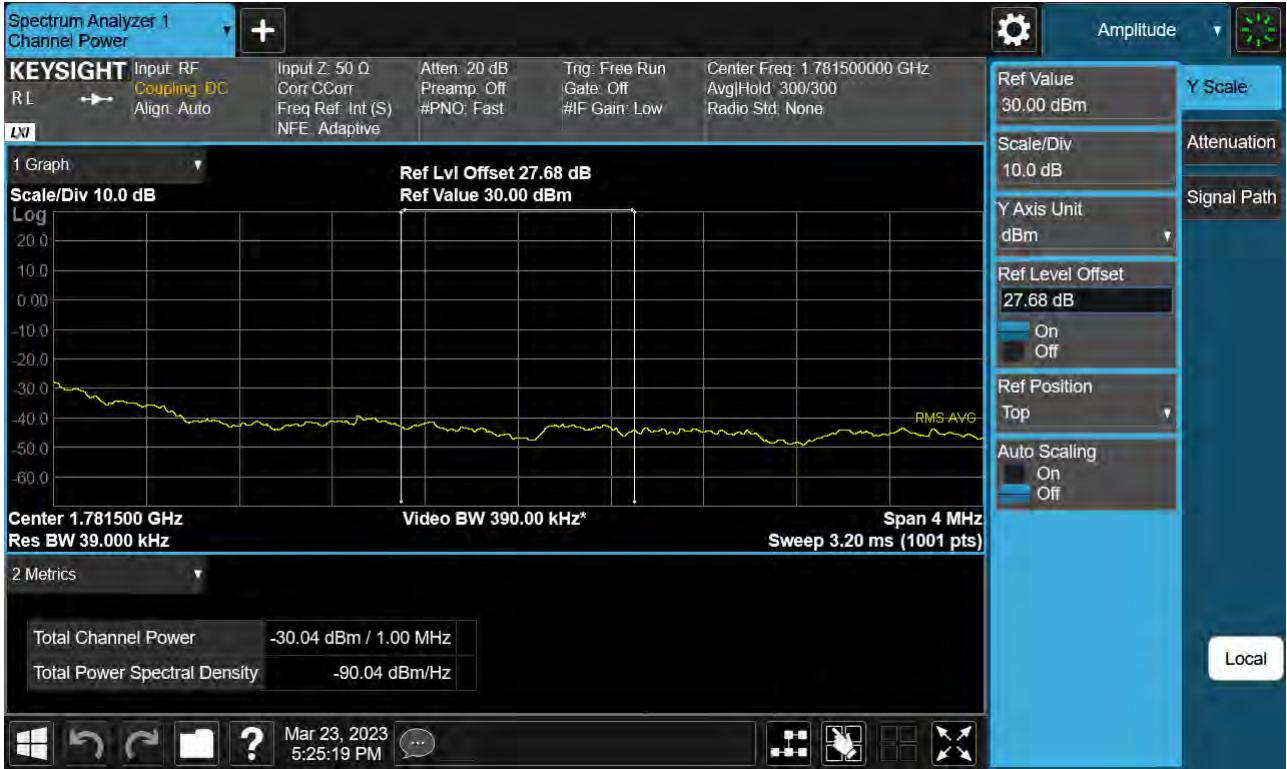 Spectrum Analyzer 1
Channel Power
+
Amplitude
KEYSIGHT
R L
LXI
Input: RF
Coupling: DC
Align: Auto
Input Z: 50 Ω
Corr CCorr
Freq Ref: Int (S)
NFE: Adaptive
Atten: 20 dB
Preamp: Off
#PNO: Fast
Trig: Free Run
Gate: Off
#IF Gain: Low
Center Freq: 1.781500000 GHz
Avg|Hold: 300/300
Radio Std: None
1 Graph
Scale/Div 10.0 dB
Ref Lvl Offset 27.68 dB
Ref Value 30.00 dBm
Log
20.0
10.0
0.00
-10.0
-20.0
-30.0
-40.0
-50.0
-60.0
RMS AVG
Center 1.781500 GHz
Res BW 39.000 kHz
Video BW 390.00 kHz*
Span 4 MHz
Sweep 3.20 ms (1001 pts)
2 Metrics
Total Channel Power -30.04 dBm / 1.00 MHz
Total Power Spectral Density -90.04 dBm/Hz
Ref Value
30.00 dBm
Scale/Div
10.0 dB
Y Axis Unit
dBm
Ref Level Offset
27.68 dB
On
Off
Ref Position
Top
Auto Scaling
On
Off
Y Scale
Attenuation
Signal Path
Local
?
Mar 23, 2023
5:25:19 PM